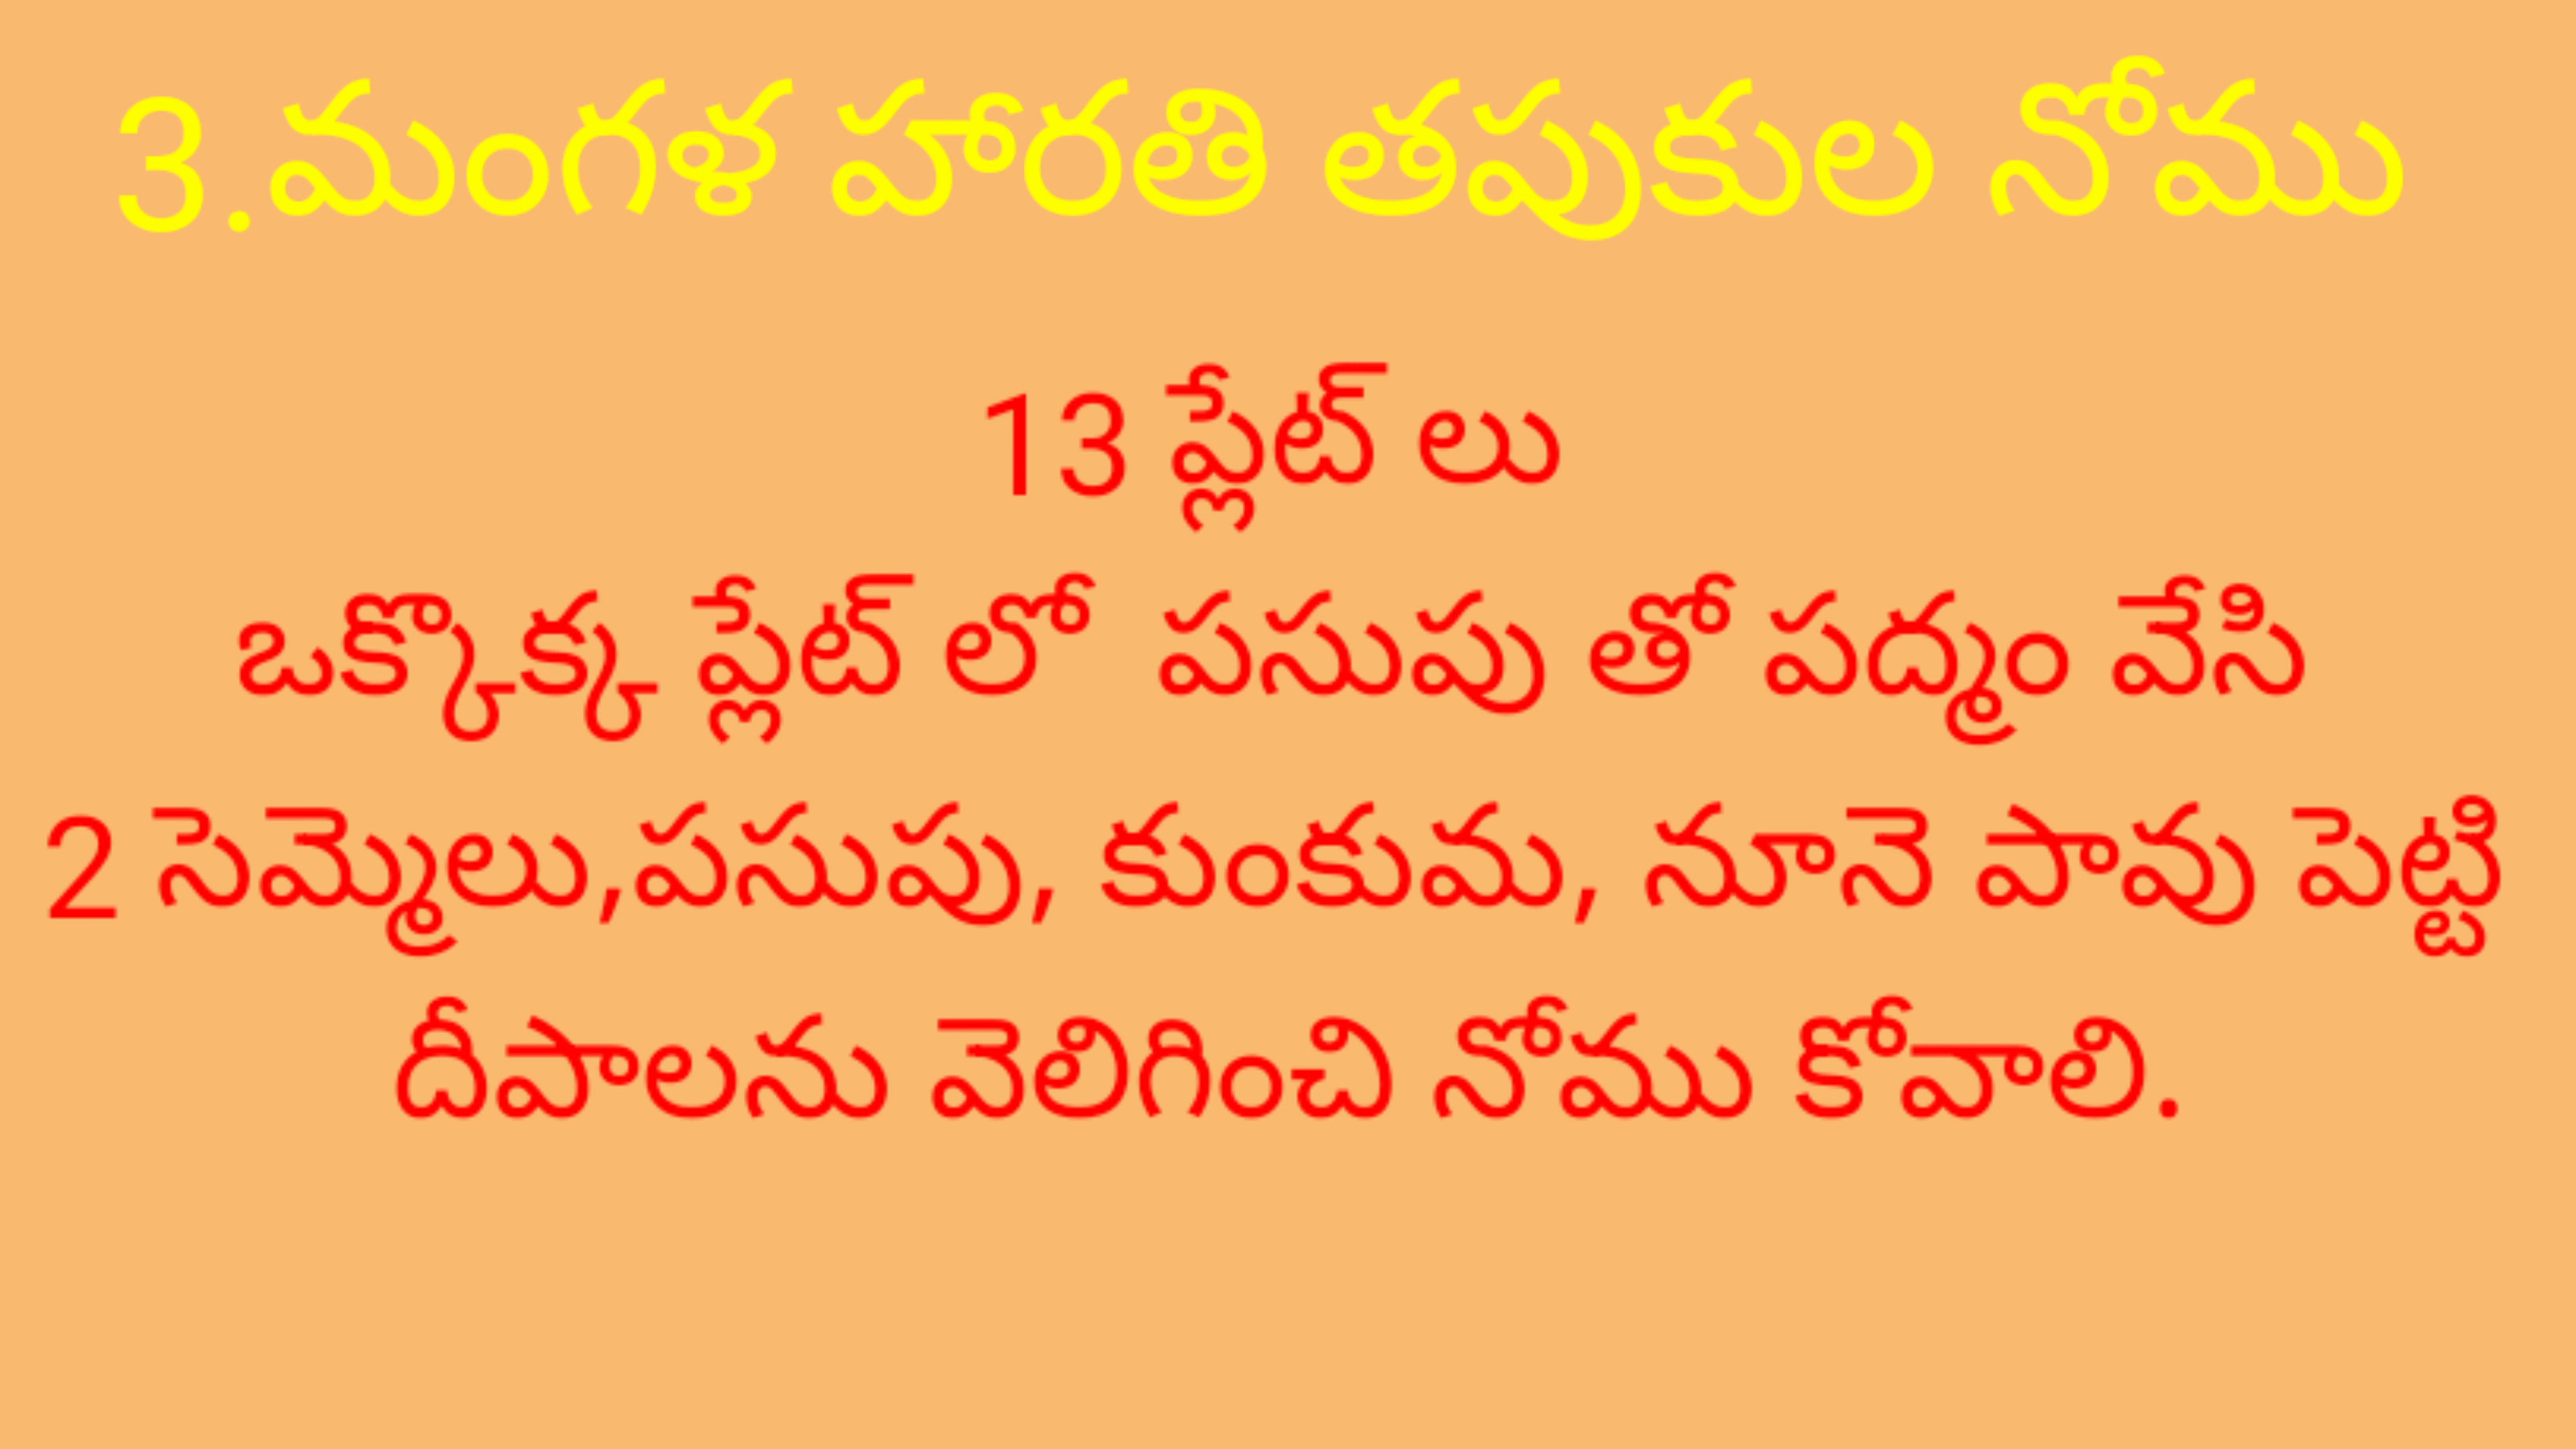 3.మంగళ హారతి తపుకుల నోము
13 ప్లేట్ లు
ఒక్కొక్క ప్లేట్ లో పసుపు తో పద్మం వేసి
2 సెమ్మెలు,పసుపు, కుంకుమ, నూనె పావు పెట్టి
దీపాలను వెలిగించి నోము కోవాలి.